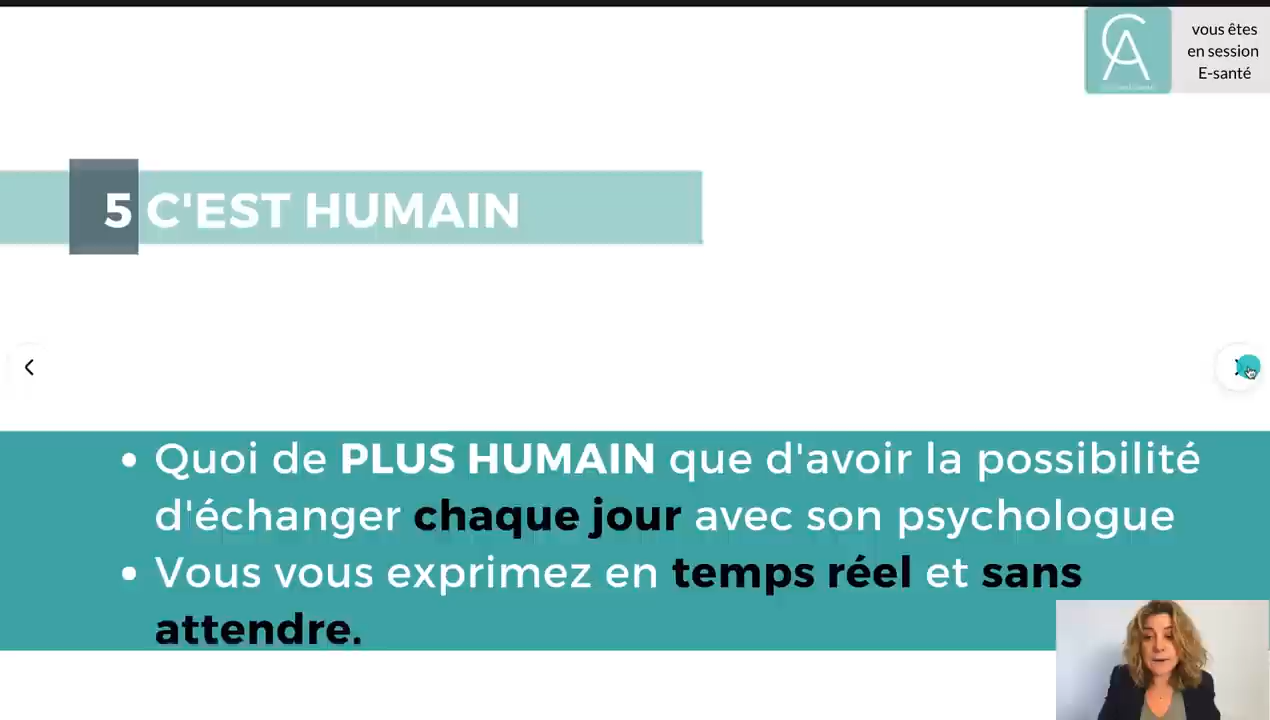 CA
vous êtes
en session
E-santé
5 C'EST HUMAIN
Quoi de PLUS HUMAIN que d'avoir la possibilité
d'échanger chaque jour avec son psychologue
Vous vous exprimez en temps réel et sans
attendre.